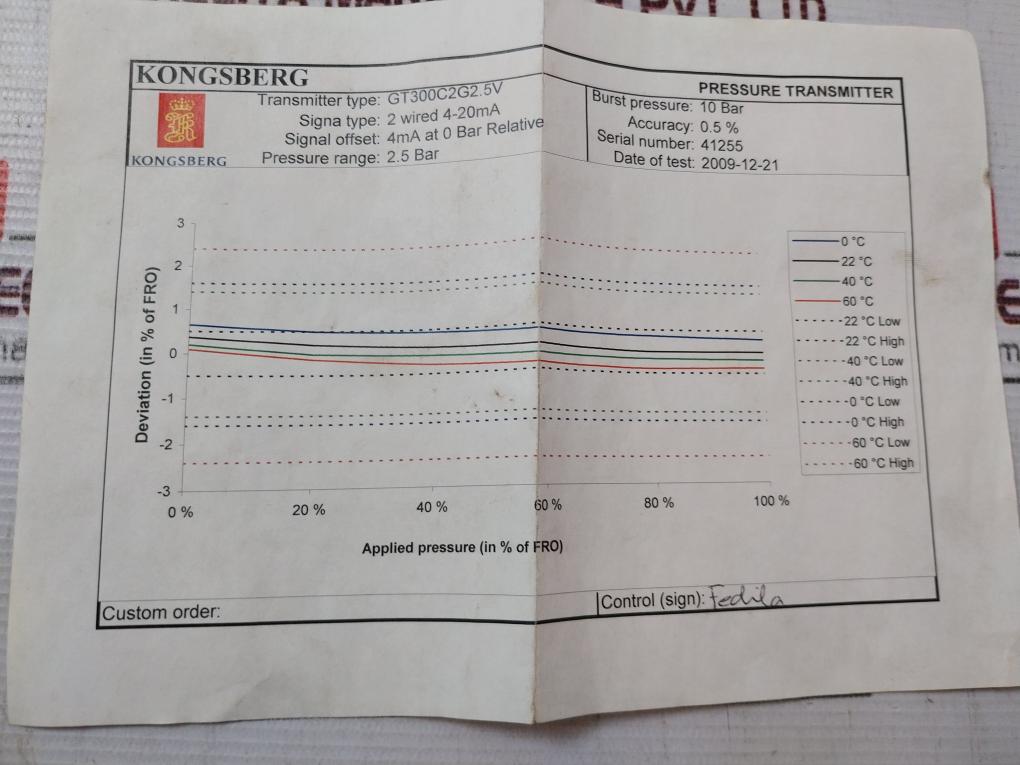 PVT LTD
KONGSBERG
PRESSURE TRANSMITTER
KONGSBERG
Transmitter type: GT300C2G2.5V
Signa type: 2 wired 4-20mA
Signal offset: 4mA at 0 Bar Relative
Pressure range: 2.5 Bar
Burst pressure: 10 Bar
Accuracy: 0.5 %
Serial number: 41255
Date of test: 2009-12-21
Deviation (in % of FRO)
3
2
1
0
-1
-2
-3
0 %
20 %
40 %
60 %
80 %
100 %
Applied pressure (in % of FRO)
0 °C
22 °C
40 °C
60 °C
22 °C Low
22 °C High
40 °C Low
40 °C High
0 °C Low
0 °C High
60 °C Low
60 °C High
Custom order:
Control (sign): Fedila